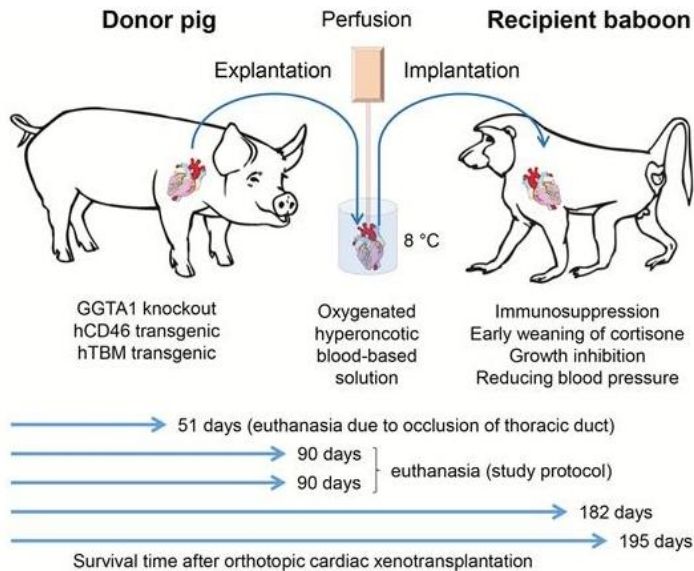 Donor pig
Perfusion
Recipient baboon
Explantation
Implantation
8 °C
GGTA1 knockout
hCD46 transgenic
hTBM transgenic
Oxygenated
hyperoncotic
blood-based
solution
Immunosuppression
Early weaning of cortisone
Growth inhibition
Reducing blood pressure
51 days (euthanasia due to occlusion of thoracic duct)
90 days
90 days
euthanasia (study protocol)
182 days
195 days
Survival time after orthotopic cardiac xenotransplantation